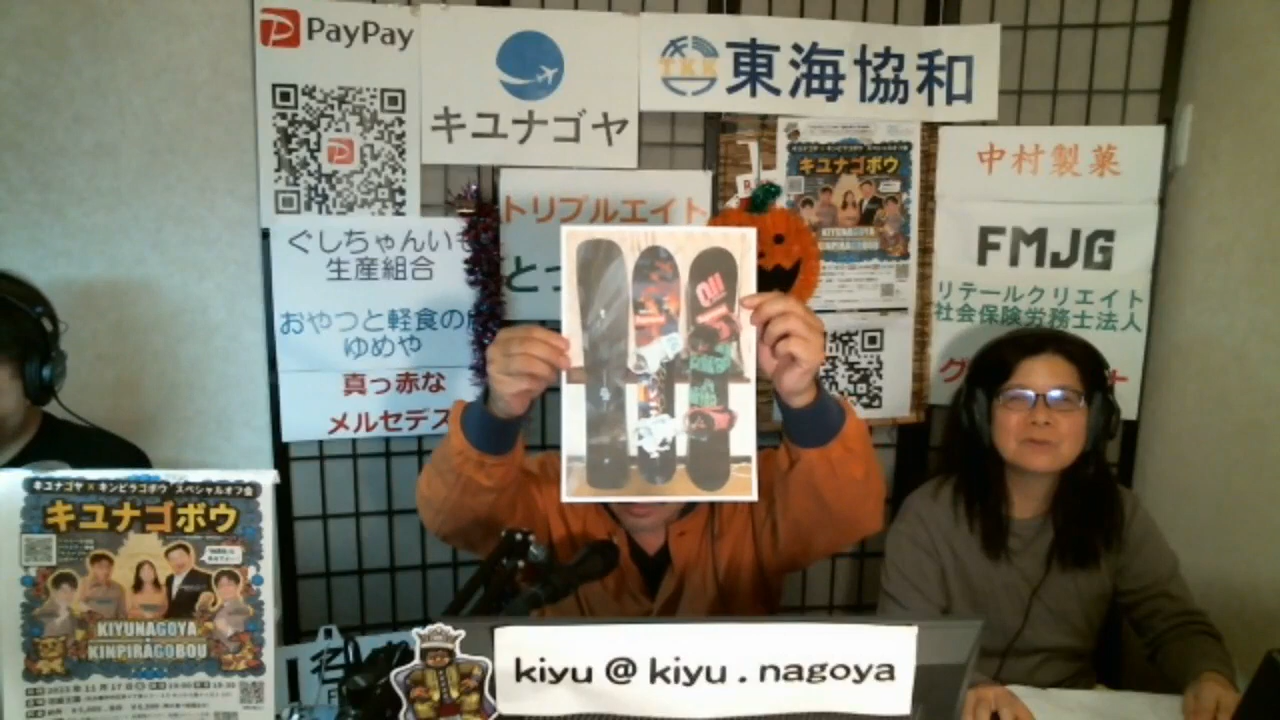 PayPay
キユナゴヤ
TKK 東海協和
トリプルエイト
とっ
ぐしちゃんいも
生産組合
おやつと軽食の
ゆめや
真っ赤な
メルセデス
キユナゴボウ
KIYUNAGOYA
KINPIRAGOBOU
中村製菓
FMJG
リテールクリエイト
社会保険労務士法人
グ
キユナゴヤ×キンピラゴボウ スペシャルオフ会
キユナゴボウ
KIYUNAGOYA
×
KINPIRAGOBOU
kiyu @ kiyu . nagoya